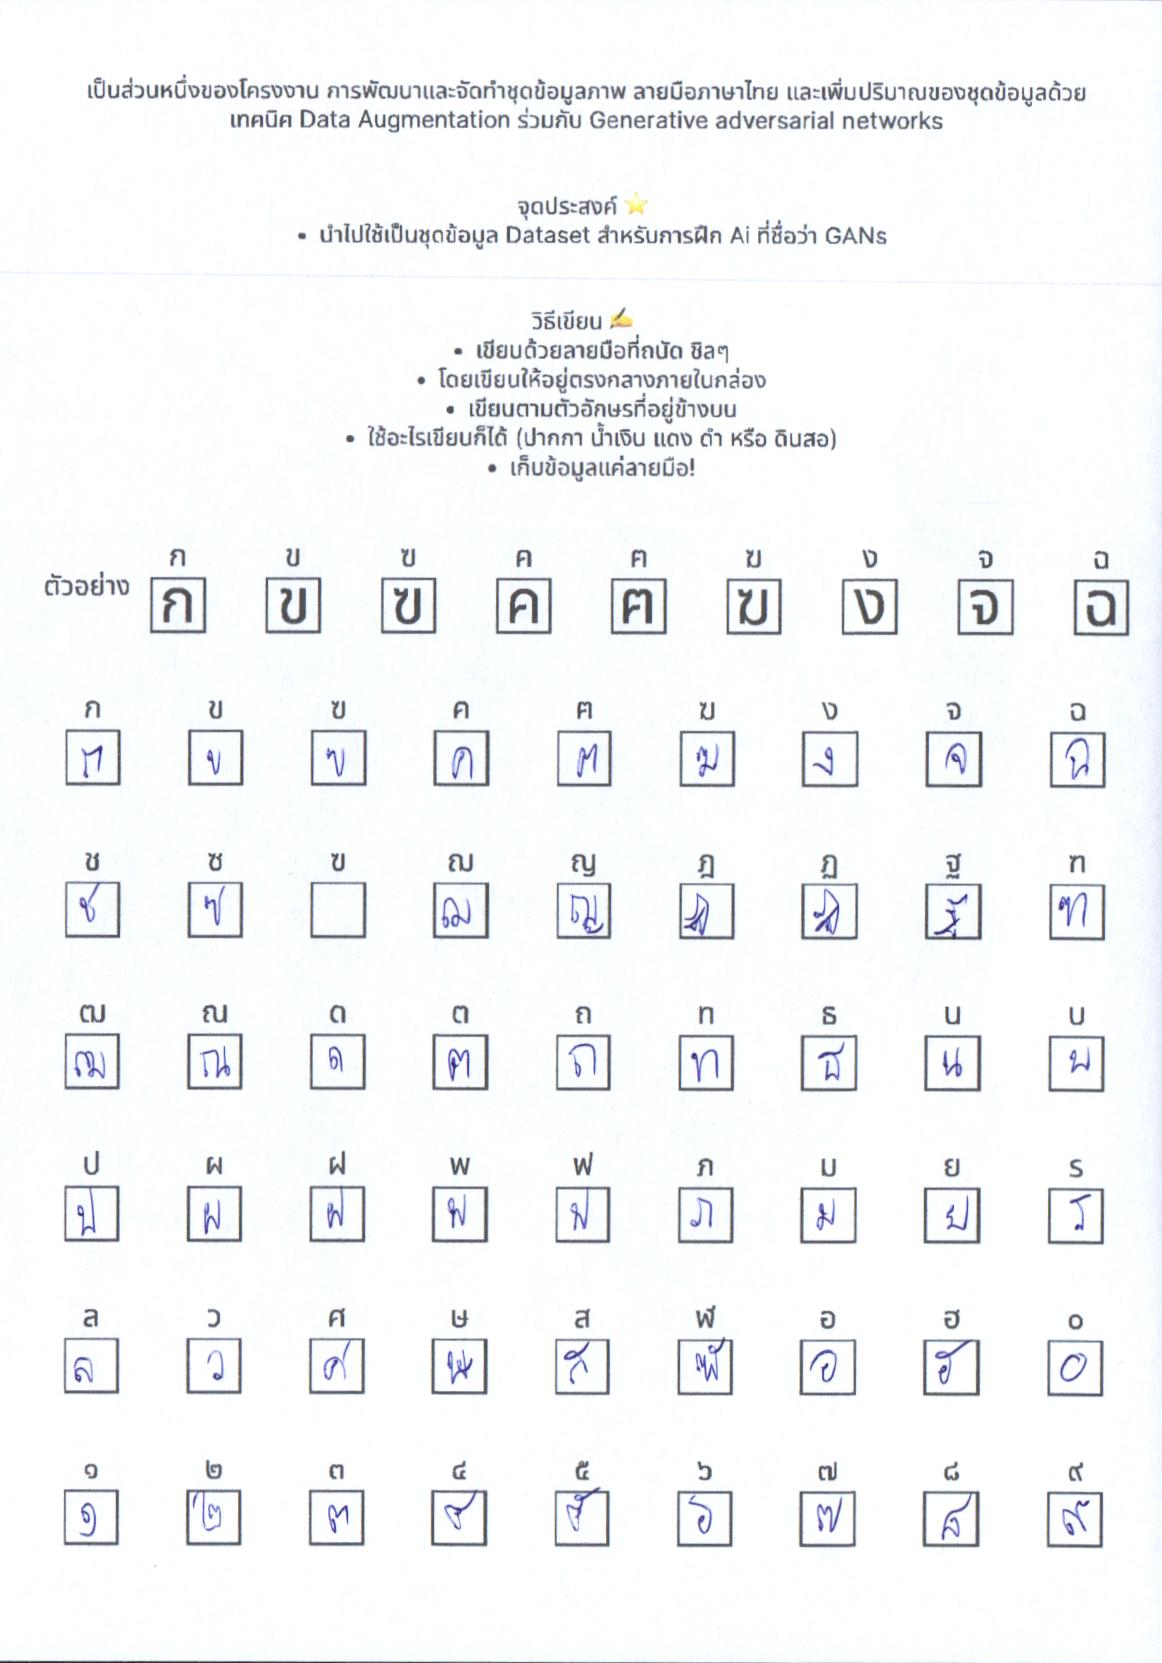 เป็นส่วนหนึ่งของโครงงาน การพัฒนาและจัดทำชุดข้อมูลภาพ ลายมือภาษาไทย และเพิ่มปริมาณของชุดข้อมูลด้วย
เทคนิค Data Augmentation ร่วมกับ Generative adversarial networks
จุดประสงค์ ⭐
• นำไปใช้เป็นชุดข้อมูล Dataset สำหรับการฝึก Ai ที่ชื่อว่า GANs
วิธีเขียน ✍
• เขียนด้วยลายมือที่ถนัด ชิลๆ
• โดยเขียนให้อยู่ตรงกลางภายในกล่อง
• เขียนตามตัวอักษรที่อยู่ข้างบน
• ใช้อะไรเขียนก็ได้ (ปากกา น้ำเงิน แดง ดำ หรือ ดินสอ)
• เก็บข้อมูลแค่ลายมือ!
ก ข ฃ ค ฅ ฆ ง จ ฉ
ตัวอย่าง ก ข ฃ ค ฅ ฆ ง จ ฉ
ก ข ฃ ค ฅ ฆ ง จ ฉ
ก ข ฃ ค ฅ ฆ ง จ ฉ
ช ซ ฃ ฌ ญ ฎ ฏ ฐ ฑ
ช ซ ฌ ญ ฎ ฏ ฐ ฑ
ฒ ณ ด ต ถ ท ธ น บ
ฒ ณ ด ต ถ ท ธ น บ
ป ผ ฝ พ ฟ ภ ม ย ร
ป ผ ฝ พ ฟ ภ ม ย ร
ล ว ศ ษ ส ฬ อ ฮ ๐
ล ว ศ ษ ส ฬ อ ฮ ๐
๑ ๒ ๓ ๔ ๕ ๖ ๗ ๘ ๙
๑ ๒ ๓ ๔ ๕ ๖ ๗ ๘ ๙